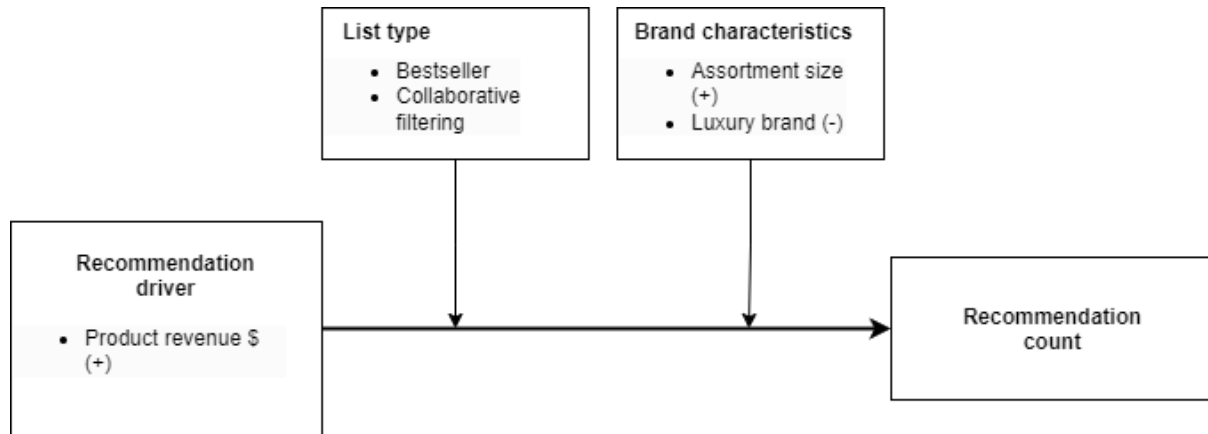 List type
• Bestseller
• Collaborative
filtering
Brand characteristics
• Assortment size
(+)
• Luxury brand (-)
Recommendation
driver
• Product revenue $
(+)
Recommendation
count